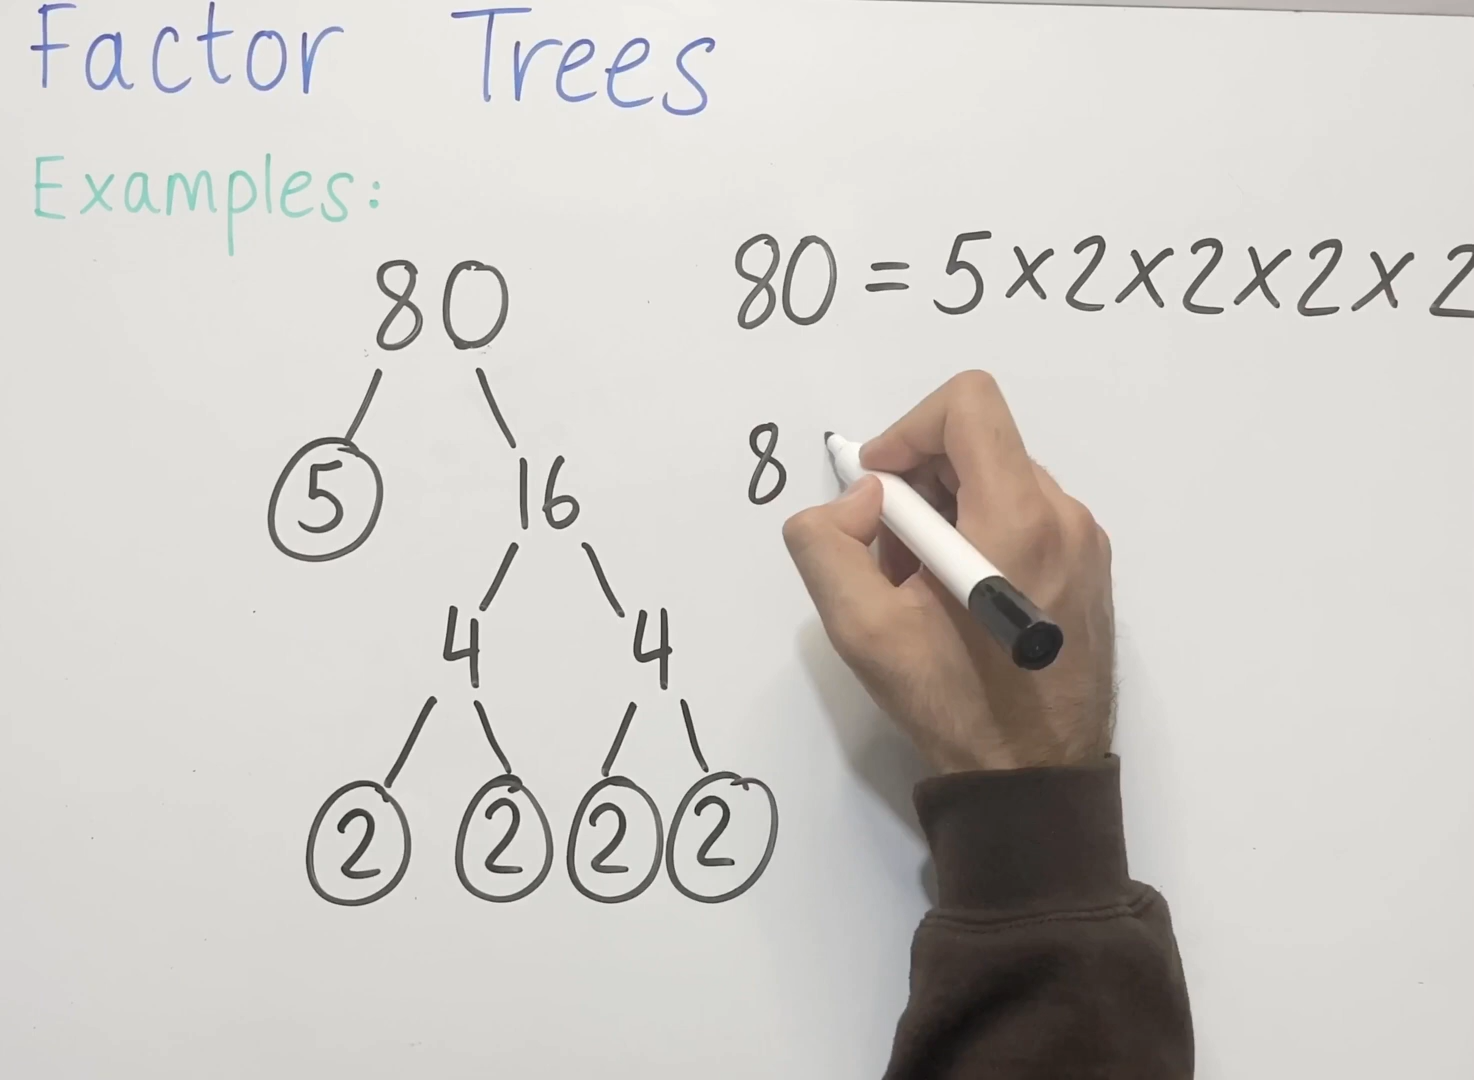 Factor Trees
Examples:
80
80 = 5 x 2 x 2 x 2 x 2
5 16
8
4 4
2 2 2 2